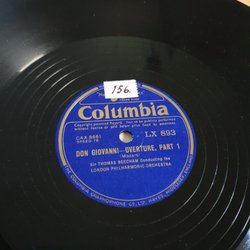 156.
Columbia
CAX 8651
SPEED 78
LX 893
DON GIOVANNI - OVERTURE, PART 1
(Mozart)
Sir THOMAS BEECHAM Conducting the
LONDON PHILHARMONIC ORCHESTRA